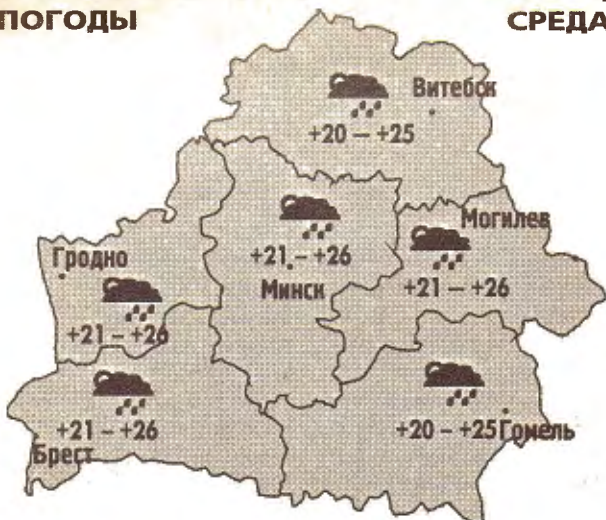 ПОГОДЫ
СРЕДА
Витебск
+20 – +25
Могилев
+21 – +26
Гродно
+21 – +26
Минск
+21 – +26
+21 – +26
Брест
+20 – +25 Гомель